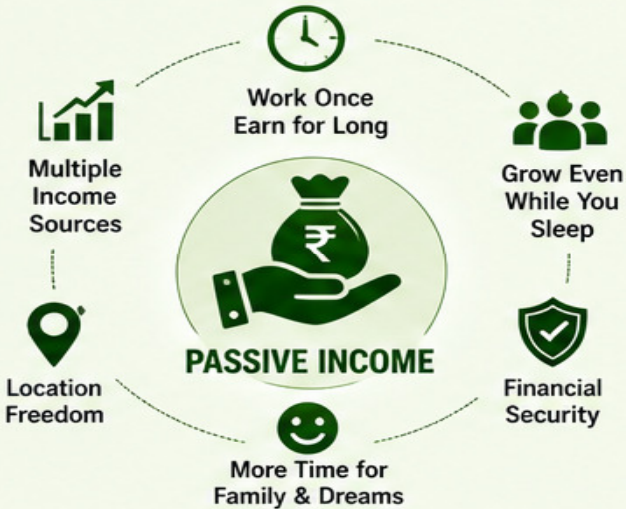 Work Once
Earn for Long
Multiple
Income
Sources
Grow Even
While You
Sleep
₹
PASSIVE INCOME
Location
Freedom
Financial
Security
More Time for
Family & Dreams